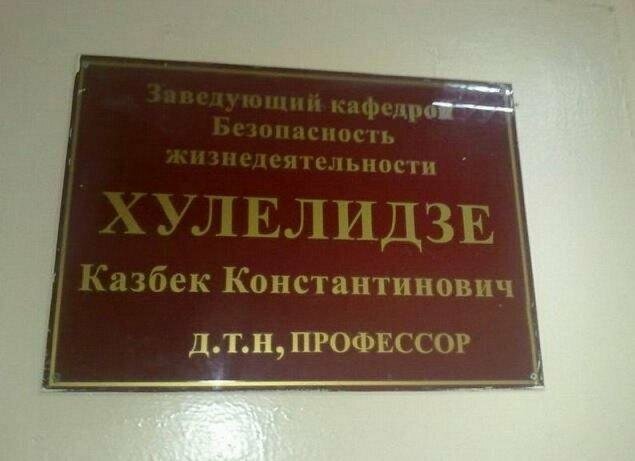 Заведующий кафедрой
Безопасность
жизнедеятельности
ХУЛЕЛИДЗЕ
Казбек Константинович
Д.Т.Н, ПРОФЕССОР